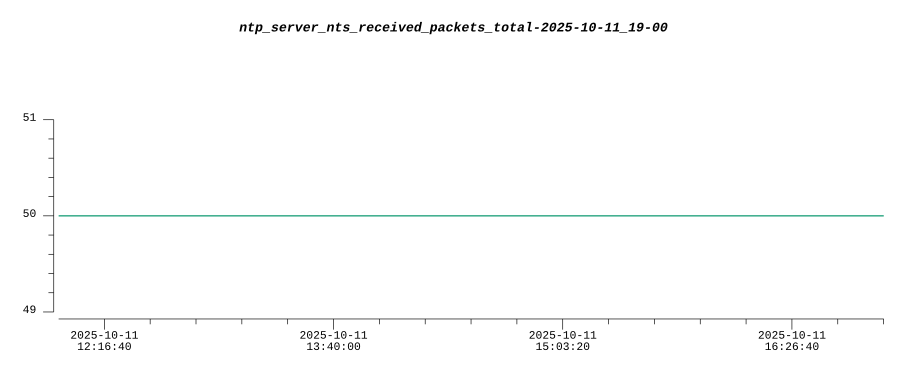 ntp_server_nts_received_packets_total-2025-10-11_19-00
51
50
49
2025-10-11 2025-10-11 2025-10-11 2025-10-11
12:16:40 13:40:00 15:03:20 16:26:40